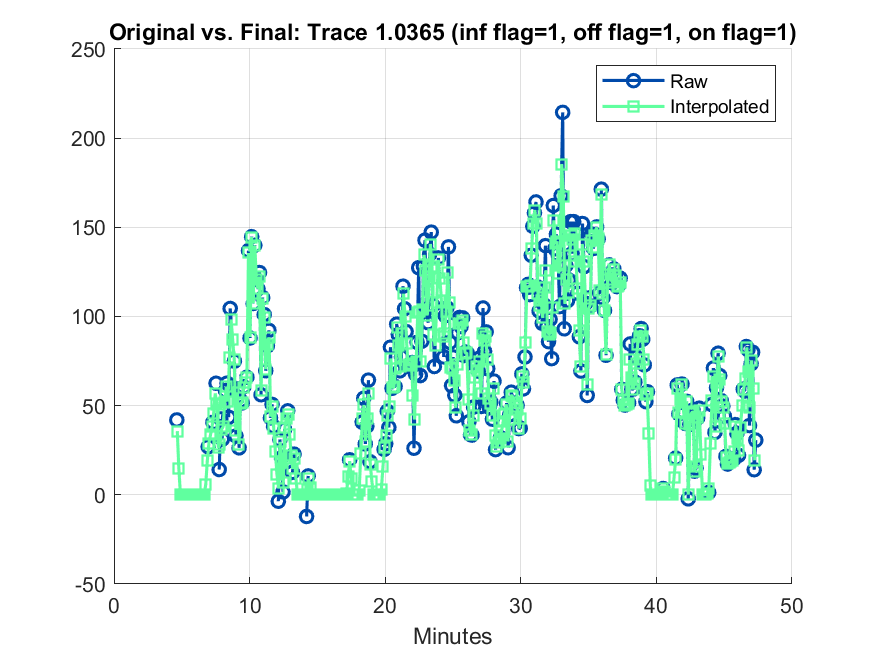 Original vs. Final: Trace 1.0365 (inf flag=1, off flag=1, on flag=1)
250
200
150
100
50
0
-50
0 10 20 30 40 50
Minutes
Raw
Interpolated